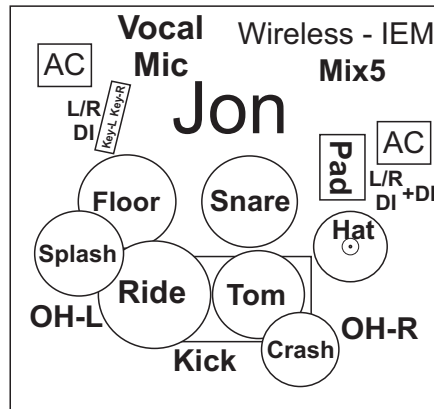 Vocal
Mic
Wireless - IEM
Mix5
AC
L/R
DI
Key-L Key-R
Jon
AC
Pad
L/R
DI +DI
Floor
Snare
Hat
Splash
Ride
Tom
OH-L
OH-R
Kick
Crash